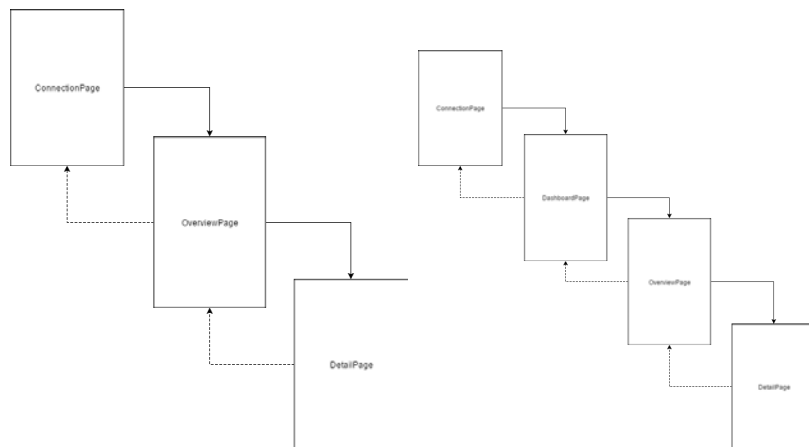 ConnectionPage
OverviewPage
DetailPage
ConnectionPage
DashboardPage
OverviewPage
DetailPage